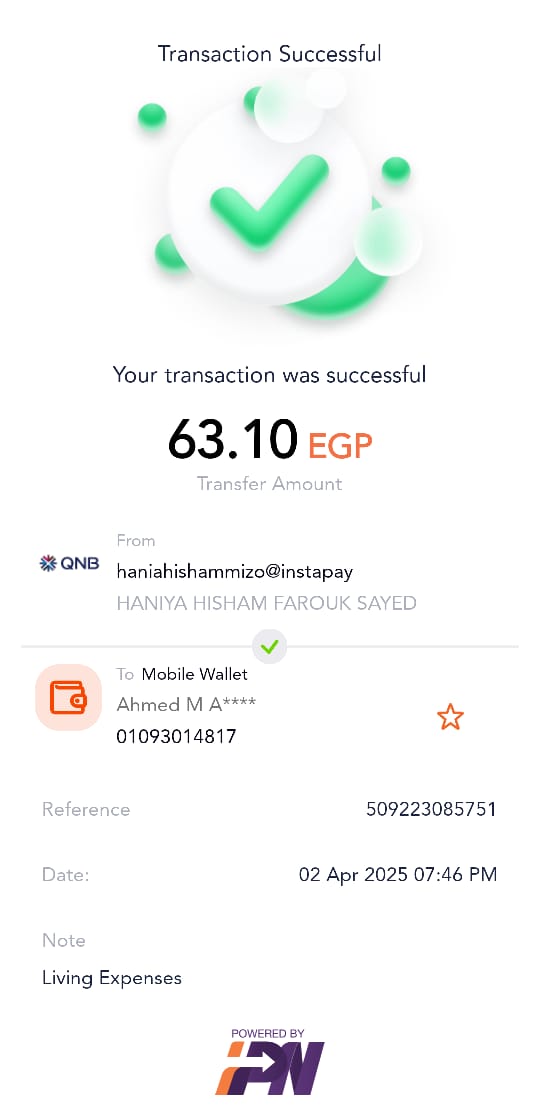 Transaction Successful
Your transaction was successful
63.10 EGP
Transfer Amount
From
QNB
haniahishammizo@instapay
HANIYA HISHAM FAROUK SAYED
To Mobile Wallet
Ahmed M A****
01093014817
Reference 509223085751
Date: 02 Apr 2025 07:46 PM
Note
Living Expenses
POWERED BY
iPN